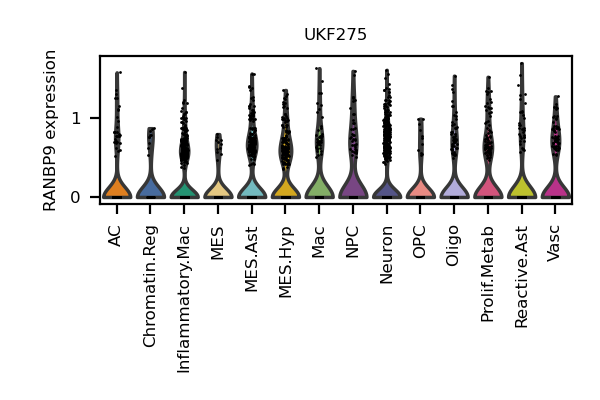 UKF275
RANBP9 expression
1
0
AC
Chromatin.Reg
Inflammatory.Mac
MES
MES.Ast
MES.Hyp
Mac
NPC
Neuron
OPC
Oligo
Prolif.Metab
Reactive.Ast
Vasc